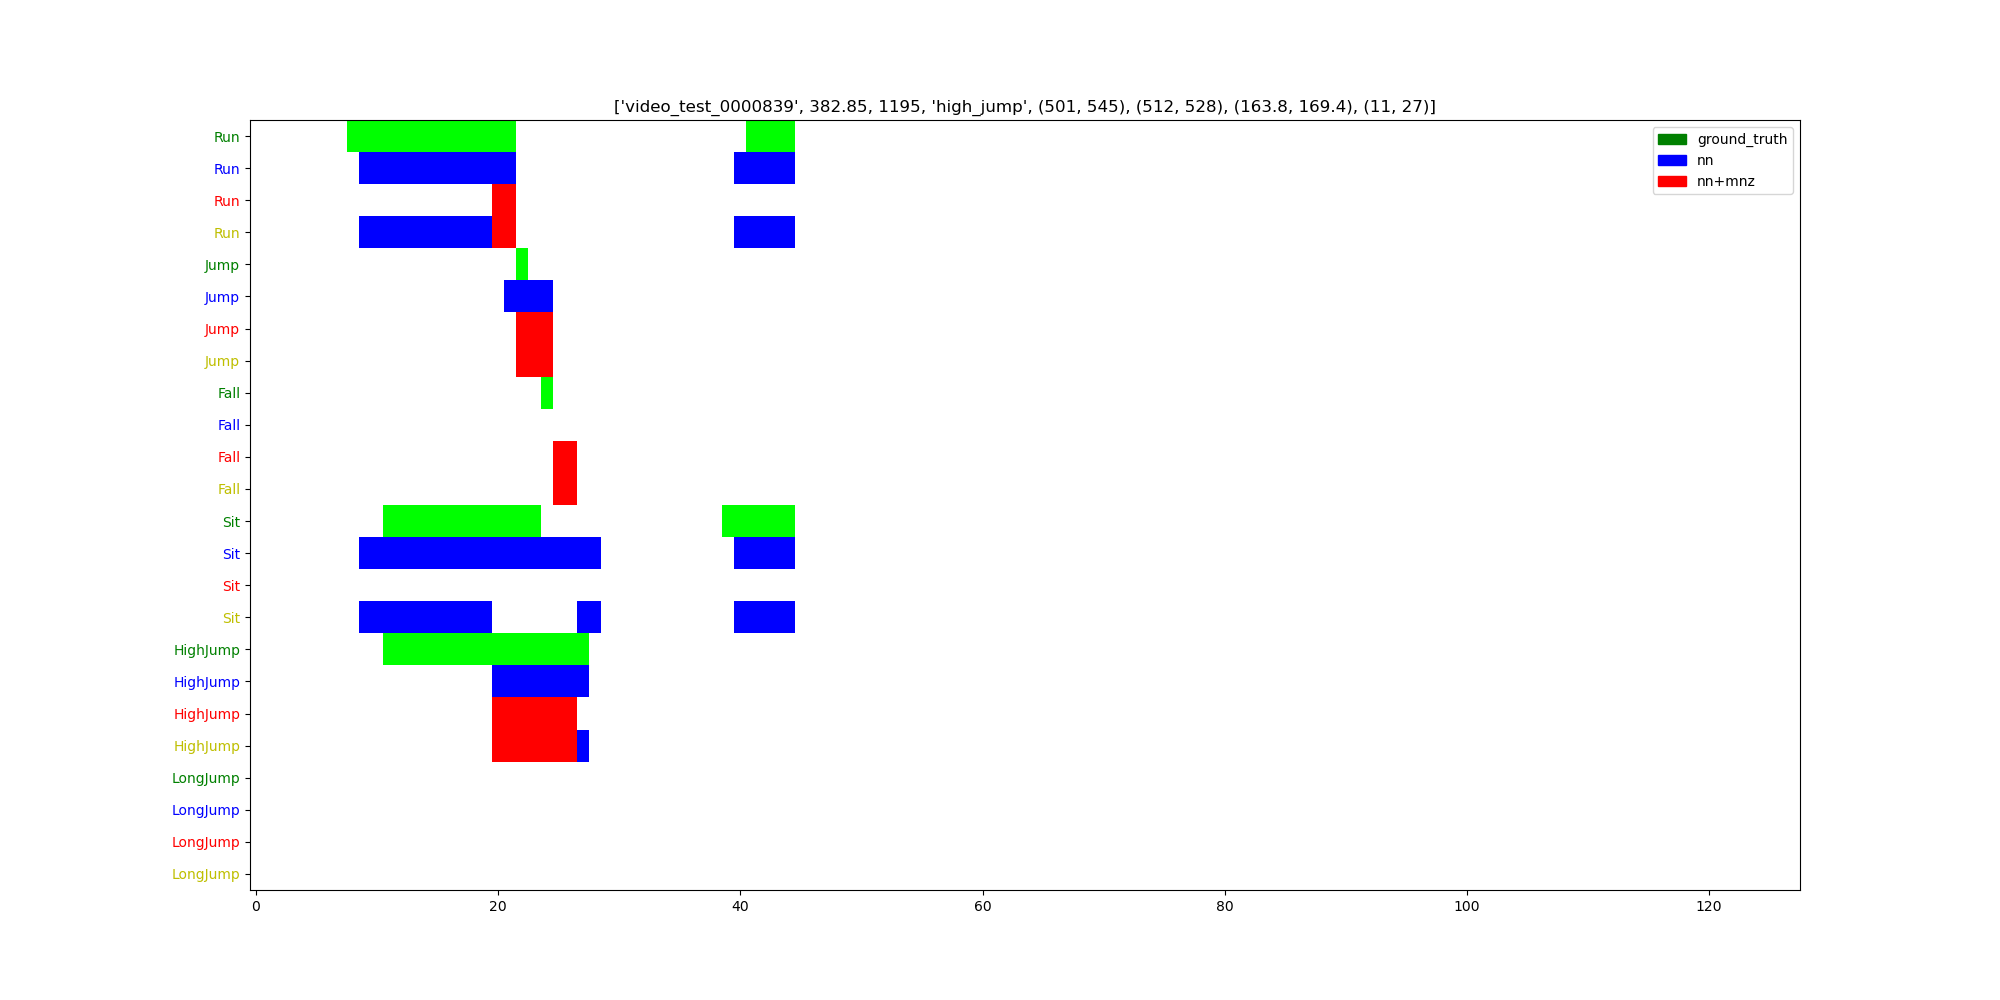 ['video_test_0000839', 382.85, 1195, 'high_jump', (501, 545), (512, 528), (163.8, 169.4), (11, 27)]
ground_truth
nn
nn+mnz
Run
Run
Run
Run
Jump
Jump
Jump
Jump
Fall
Fall
Fall
Fall
Sit
Sit
Sit
Sit
HighJump
HighJump
HighJump
HighJump
LongJump
LongJump
LongJump
LongJump
0 20 40 60 80 100 120